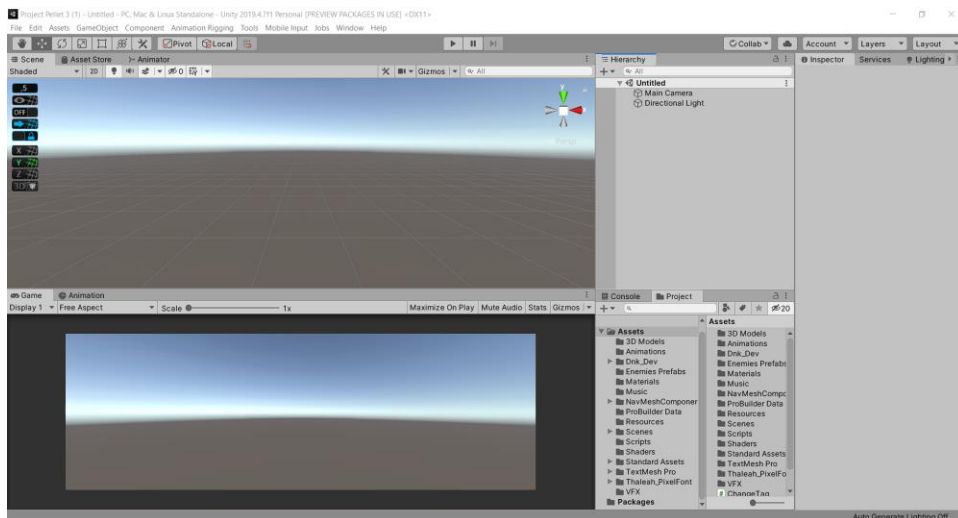 Project Pellet 3 (1) - Untitled - PC, Mac & Linux Standalone - Unity 2019.4.7f1 Personal [PREVIEW PACKAGES IN USE] <DX11>
File Edit Assets GameObject Component Animation Rigging Tools Mobile Input Jobs Window Help
Pivot Local Collab Account Layers Layout
Scene Asset Store Animator
Shaded 2D 0 Gizmos All
.5
OFF
X
Y
Z
3D
y
Persp
Hierarchy
All
Untitled
Main Camera
Directional Light
Inspector Services Lighting
Game Animation
Display 1 Free Aspect Scale 1x Maximize On Play Mute Audio Stats Gizmos
Console Project
20
Assets
3D Models
Animations
Dnk_Dev
Enemies Prefabs
Materials
Music
NavMeshComponer
ProBuilder Data
Resources
Scenes
Scripts
Shaders
Standard Assets
TextMesh Pro
Thaleah_PixelFont
VFX
Packages
Assets
3D Models
Animations
Dnk_Dev
Enemies Prefabs
Materials
Music
NavMeshCompo
ProBuilder Data
Resources
Scenes
Scripts
Shaders
Standard Assets
TextMesh Pro
Thaleah_PixelFo
VFX
ChangeTag
Auto Generate Lighting Off